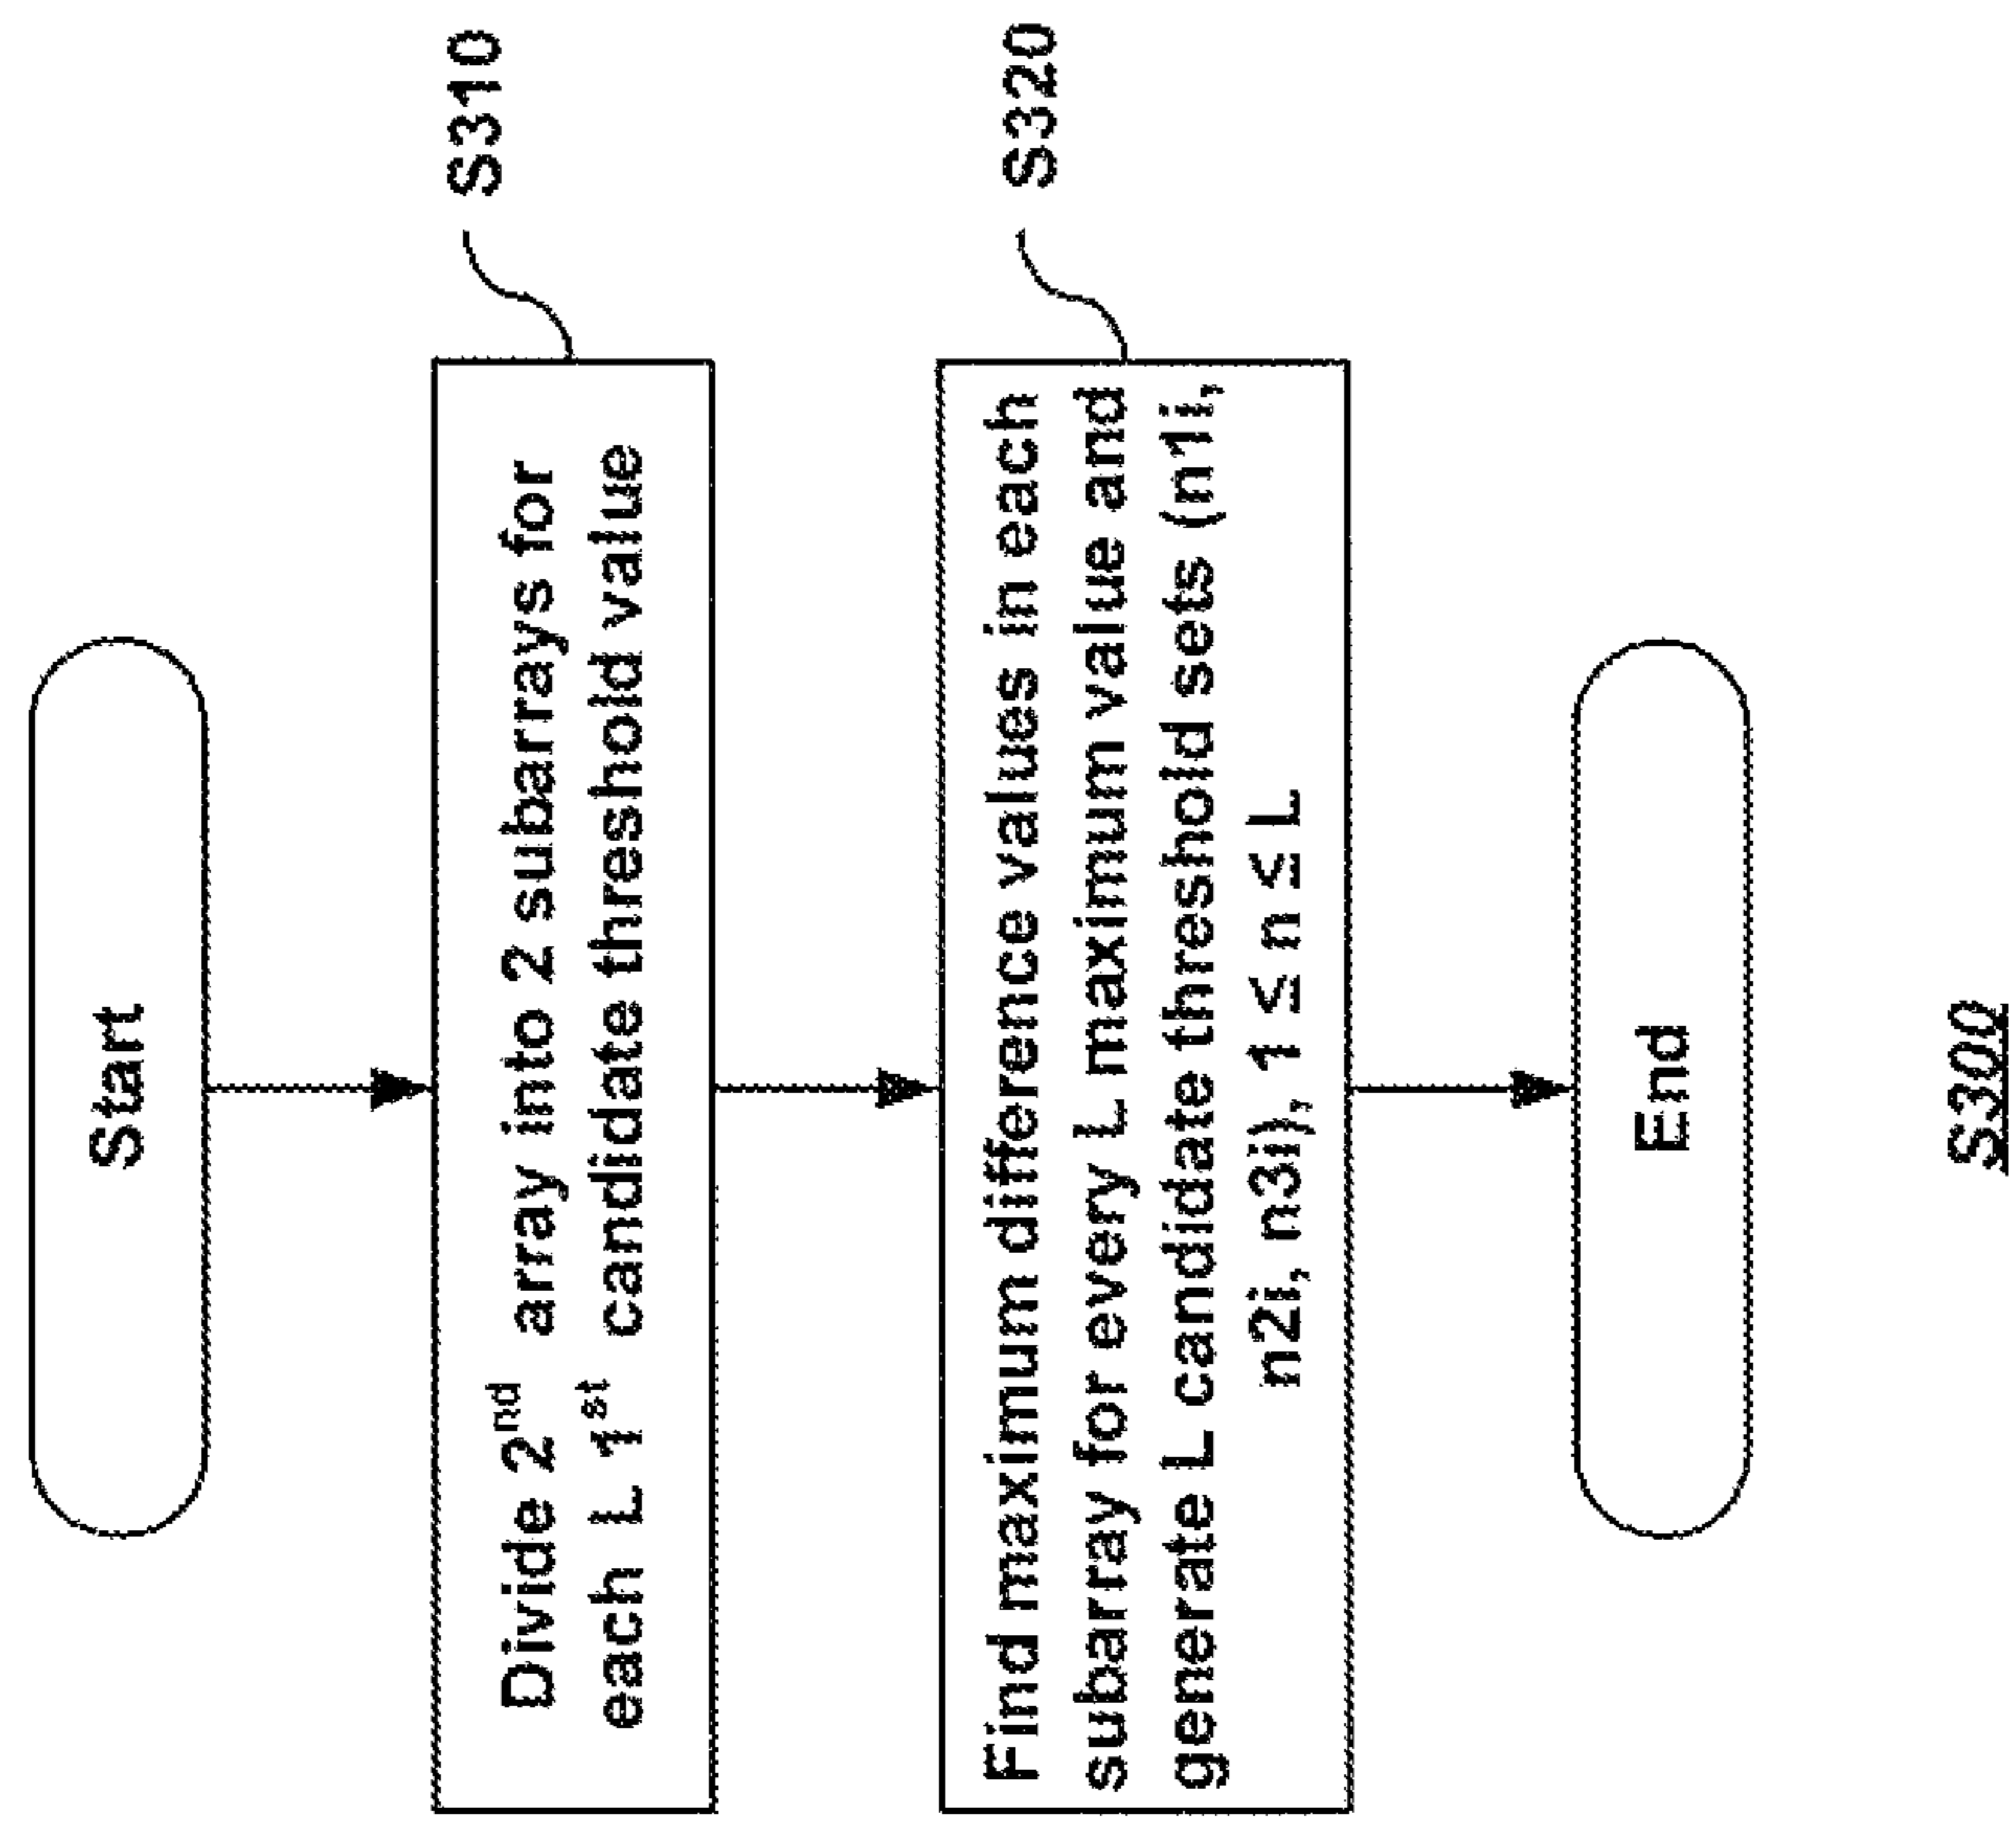 Start
Divide 2nd array into 2 subarrays for
each L 1st candidate threshold value
S310
Find maximum difference values in each
subarray for every L maximum value and
generate L candidate threshold sets (n1i,
n2i, n3i), 1 ≤ n ≤ L
S320
End
S300